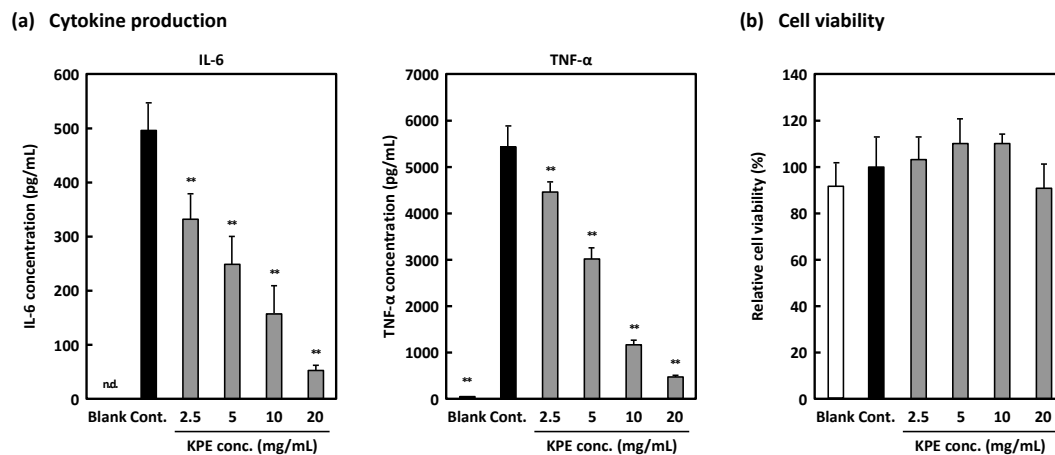 (a) Cytokine production
IL-6
600
500
400
300
200
100
0
IL-6 concentration (pg/mL)
n.d.
**
**
**
**
Blank Cont. 2.5 5 10 20
KPE conc. (mg/mL)
TNF-α
7000
6000
5000
4000
3000
2000
1000
0
TNF-α concentration (pg/mL)
**
**
**
**
**
Blank Cont. 2.5 5 10 20
KPE conc. (mg/mL)
(b) Cell viability
140
120
100
80
60
40
20
0
Relative cell viability (%)
Blank Cont. 2.5 5 10 20
KPE conc. (mg/mL)